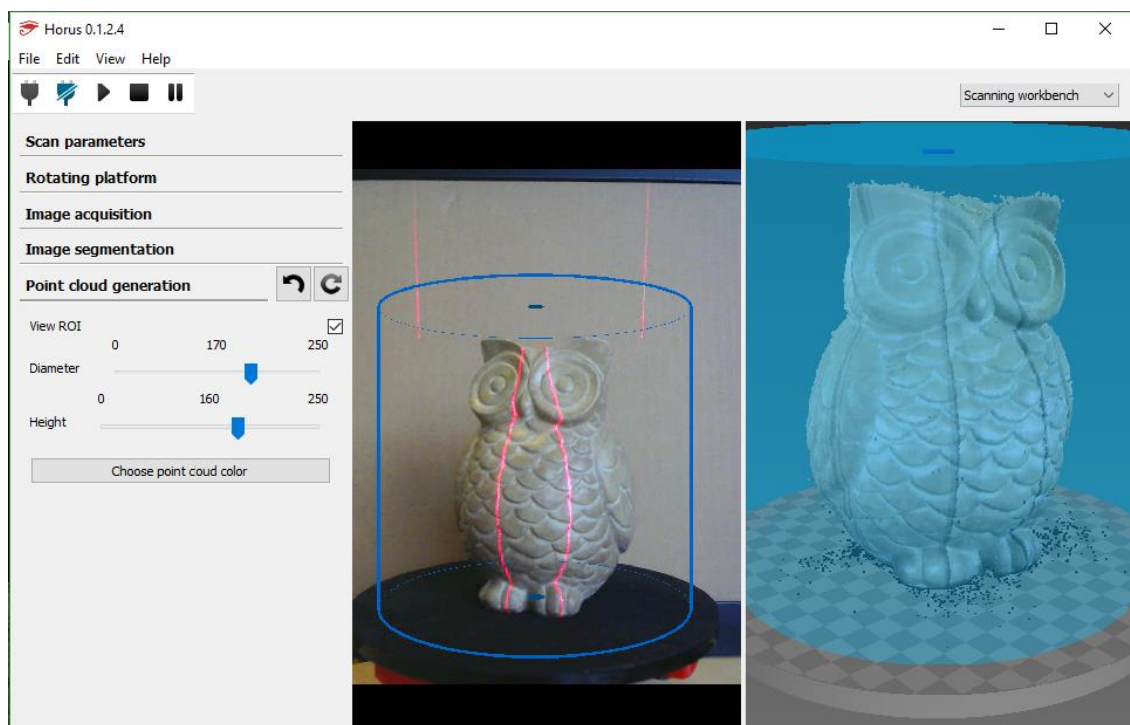 Horus 0.1.2.4
File Edit View Help
Scanning workbench
Scan parameters
Rotating platform
Image acquisition
Image segmentation
Point cloud generation
View ROI
0 170 250
Diameter
0 160 250
Height
Choose point coud color